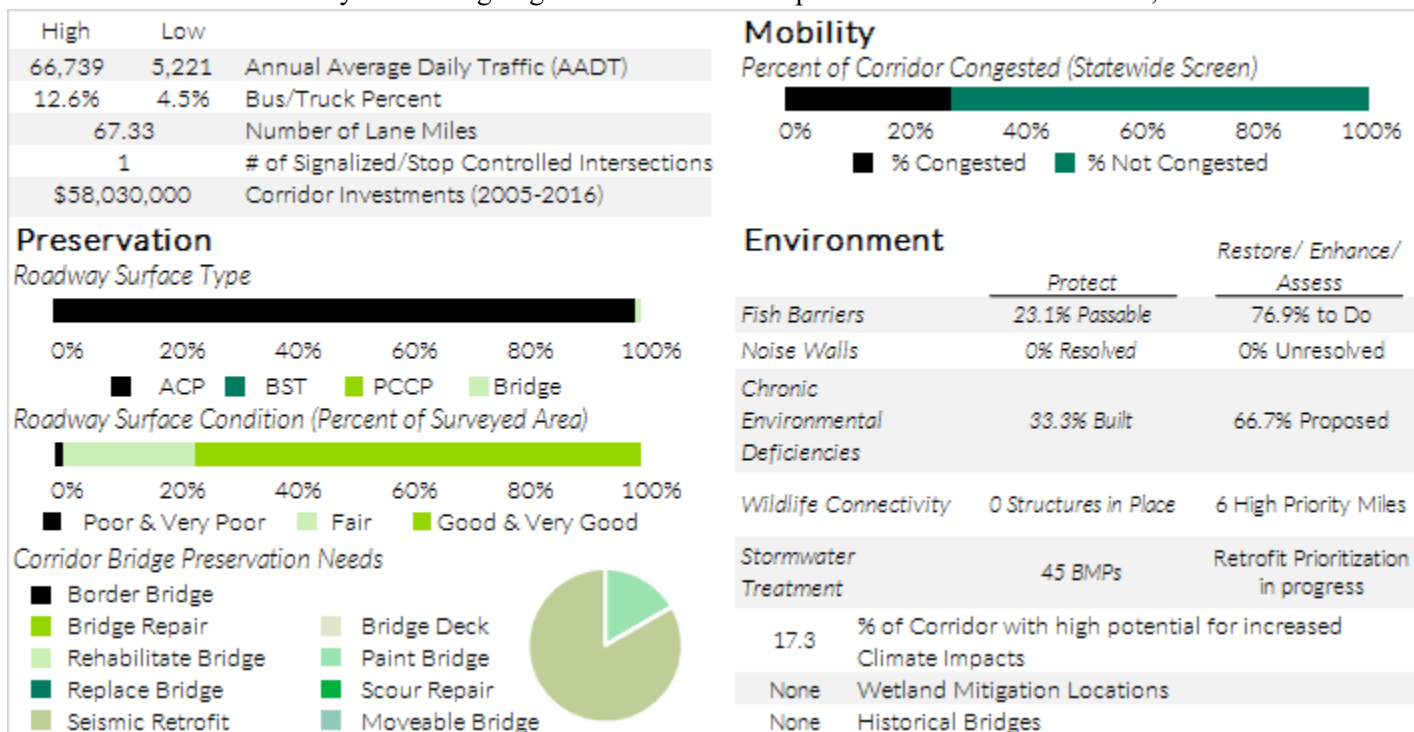 High Low
66,739 5,221 Annual Average Daily Traffic (AADT)
12.6% 4.5% Bus/Truck Percent
67.33 Number of Lane Miles
1 # of Signalized/Stop Controlled Intersections
$58,030,000 Corridor Investments (2005-2016)
Mobility
Percent of Corridor Congested (Statewide Screen)
0% 20% 40% 60% 80% 100%
% Congested % Not Congested
Preservation
Roadway Surface Type
0% 20% 40% 60% 80% 100%
ACP BST PCCP Bridge
Roadway Surface Condition (Percent of Surveyed Area)
0% 20% 40% 60% 80% 100%
Poor & Very Poor Fair Good & Very Good
Corridor Bridge Preservation Needs
Border Bridge
Bridge Repair Bridge Deck
Rehabilitate Bridge Paint Bridge
Replace Bridge Scour Repair
Seismic Retrofit Moveable Bridge
Environment
Restore/ Enhance/
Protect Assess
Fish Barriers 23.1% Passable 76.9% to Do
Noise Walls 0% Resolved 0% Unresolved
Chronic
Environmental 33.3% Built 66.7% Proposed
Deficiencies
Wildlife Connectivity 0 Structures in Place 6 High Priority Miles
Stormwater Retrofit Prioritization
Treatment 45 BMPs in progress
17.3 % of Corridor with high potential for increased
Climate Impacts
None Wetland Mitigation Locations
None Historical Bridges